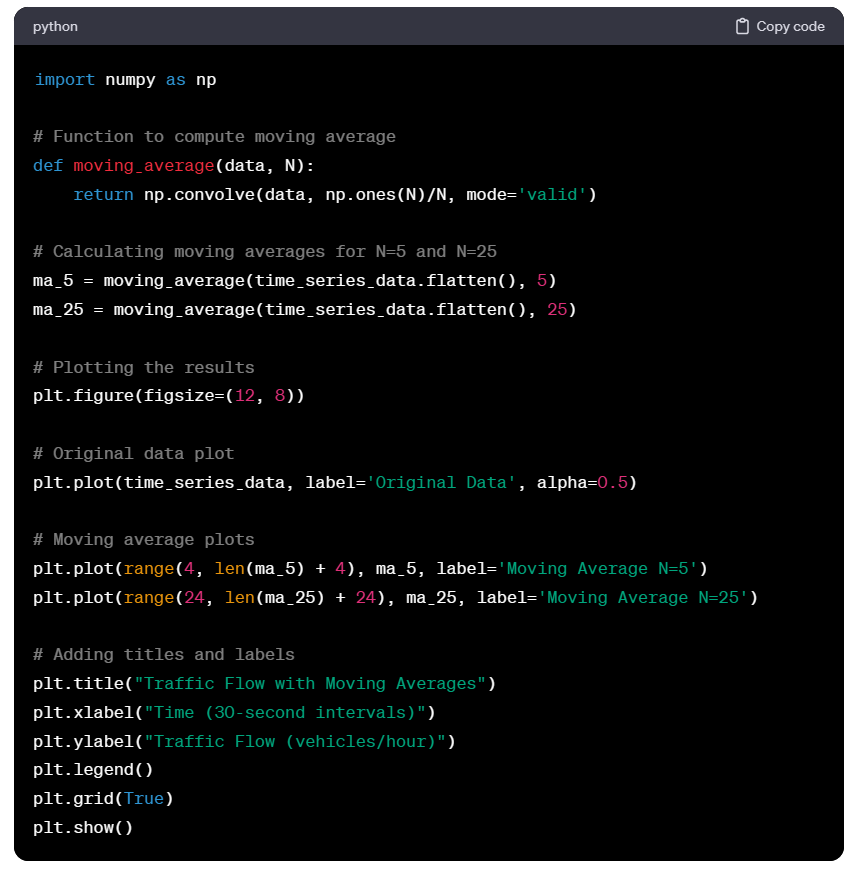 python
Copy code
import numpy as np
# Function to compute moving average
def moving_average(data, N):
    return np.convolve(data, np.ones(N)/N, mode='valid')
# Calculating moving averages for N=5 and N=25
ma_5 = moving_average(time_series_data.flatten(), 5)
ma_25 = moving_average(time_series_data.flatten(), 25)
# Plotting the results
plt.figure(figsize=(12, 8))
# Original data plot
plt.plot(time_series_data, label='Original Data', alpha=0.5)
# Moving average plots
plt.plot(range(4, len(ma_5) + 4), ma_5, label='Moving Average N=5')
plt.plot(range(24, len(ma_25) + 24), ma_25, label='Moving Average N=25')
# Adding titles and labels
plt.title("Traffic Flow with Moving Averages")
plt.xlabel("Time (30-second intervals)")
plt.ylabel("Traffic Flow (vehicles/hour)")
plt.legend()
plt.grid(True)
plt.show()